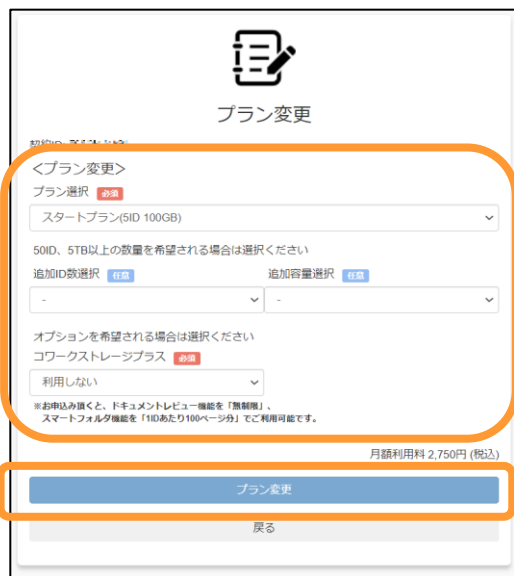 プラン変更
契約ID:
＜プラン変更＞
プラン選択 必須
スタートプラン(5ID 100GB)
50ID、5TB以上の数量を希望される場合は選択ください
追加ID数選択 任意 追加容量選択 任意
- -
オプションを希望される場合は選択ください
コワークストレージプラス 必須
利用しない
※お申込み頂くと、ドキュメントレビュー機能を「無制限」、
スマートフォルダ機能を「1IDあたり100ページ分」でご利用可能です。
月額利用料 2,750円 (税込)
プラン変更
戻る